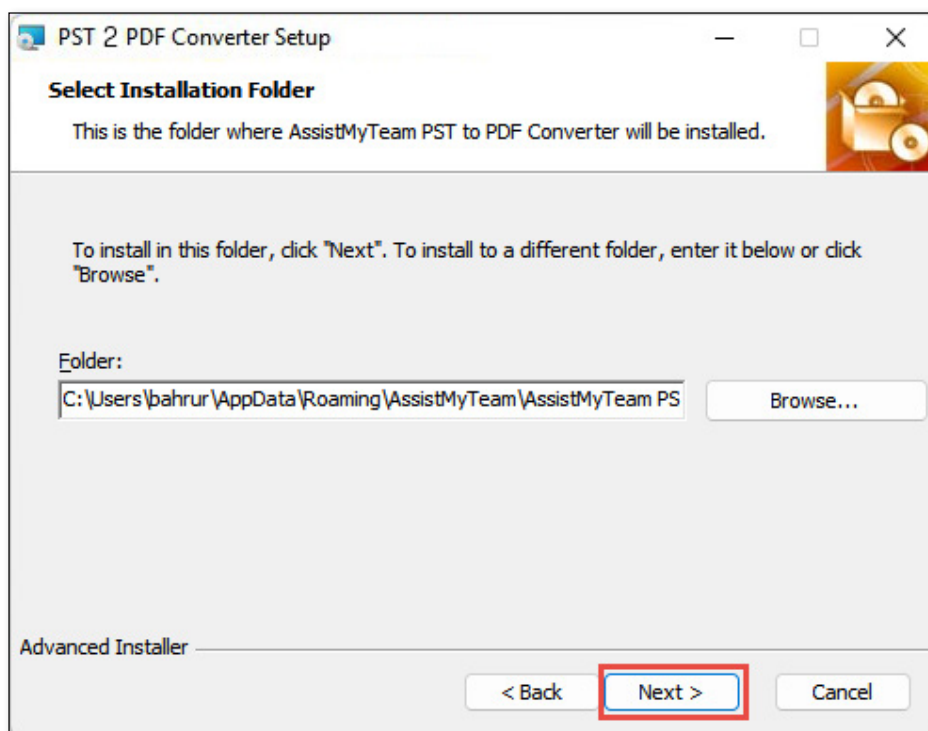 PST 2 PDF Converter Setup
Select Installation Folder
This is the folder where AssistMyTeam PST to PDF Converter will be installed.
To install in this folder, click "Next". To install to a different folder, enter it below or click
"Browse".
Folder:
C:\Users\bahrur\AppData\Roaming\AssistMyTeam\AssistMyTeam PS
Browse...
Advanced Installer
< Back
Next >
Cancel